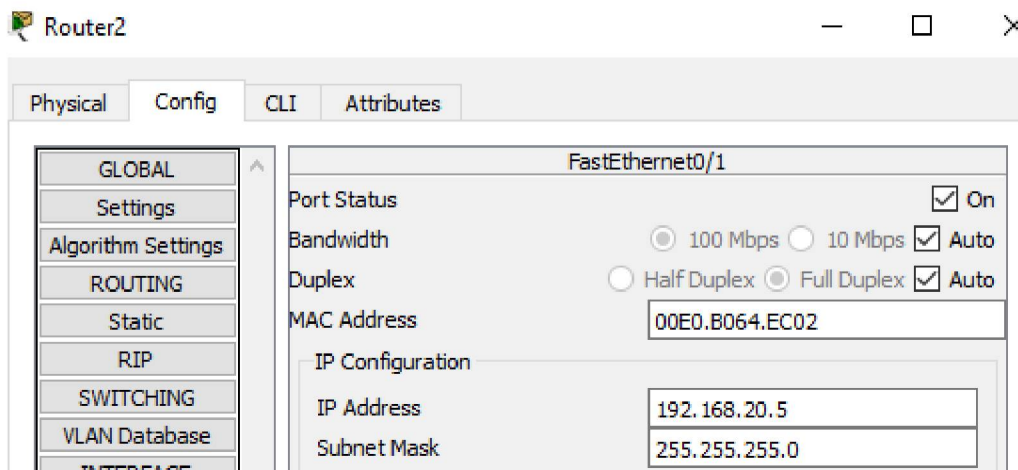 Router2
Physical Config CLI Attributes
GLOBAL
Settings
Algorithm Settings
ROUTING
Static
RIP
SWITCHING
VLAN Database
INTERFACE
FastEthernet0/1
Port Status On
Bandwidth 100 Mbps 10 Mbps Auto
Duplex Half Duplex Full Duplex Auto
MAC Address 00E0.B064.EC02
IP Configuration
IP Address 192.168.20.5
Subnet Mask 255.255.255.0